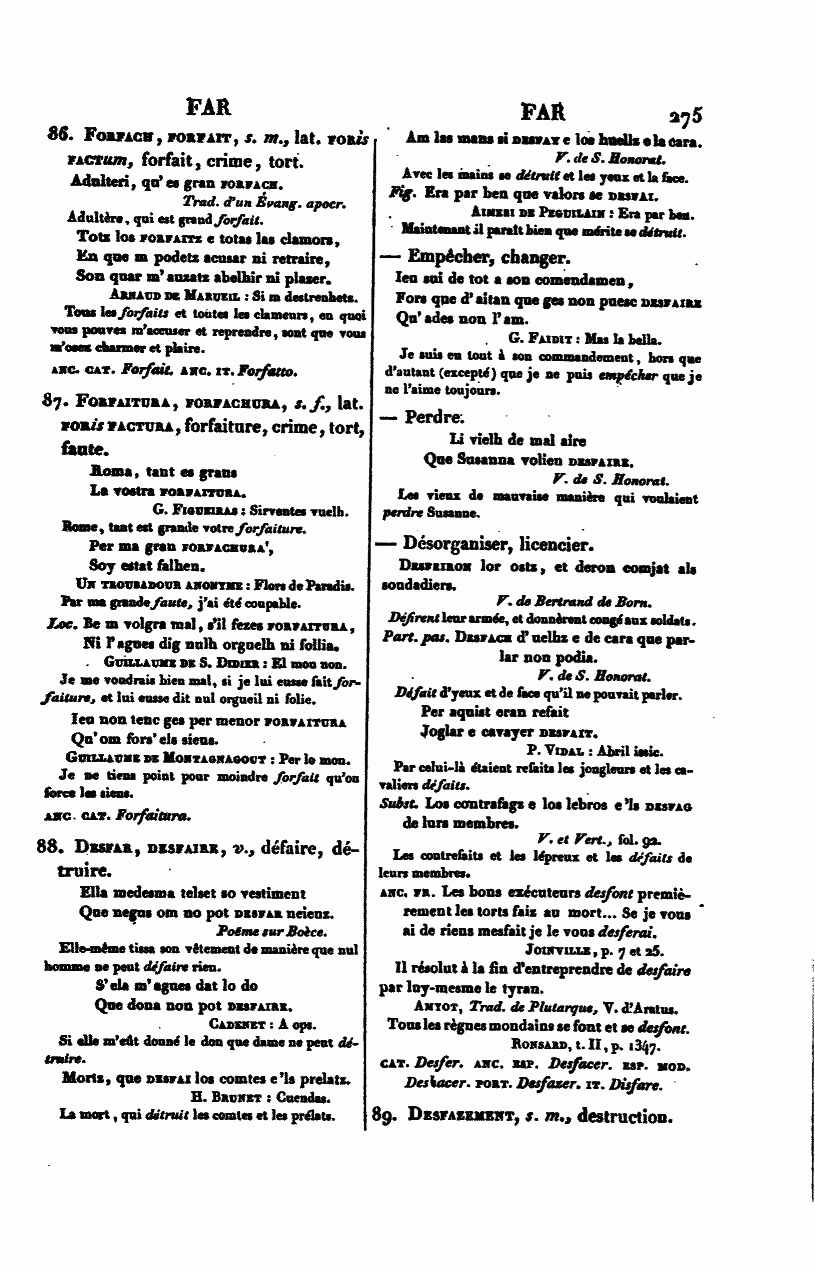 FAR
FAR
275
86. Forfach, forfait, s. m., lat. foris
factum, forfait, crime, tort.
Adulteri, qu'es gran forfach.
Trad. d'un Évang. apocr.
Adultère, qui est grand forfait.
Totz los forfaitz e totas las clamors,
En que m podetz acusar ni retraire,
Son quar m'auzatz abelhir ni plazer.
Arnaud de Marueil : Si m destrenhetz.
Tous les forfaits et toutes les clameurs, en quoi
vous pouvez m'accuser et reprendre, sont que vous
m'osez charmer et plaire.
anc. cat. Forfait. anc. it. Forfatto.
87. Forfaitura, forfachura, s. f., lat.
foris factura, forfaiture, crime, tort,
faute.
Roma, tant es grans
La vostra forfaitura.
G. Figueiras : Sirventes vuelh.
Rome, tant est grande votre forfaiture.
Per ma gran forfachura',
Soy estat falhen.
Un troubadour anonyme : Flors de Paradis.
Par ma grande faute, j'ai été coupable.
Loc. Be m volgra mal, s'il fezes forfaitura,
Ni l'agues dig nulh orguelh ni follia.
Guillaume de S. Didier : El mon non.
Je me voudrais bien mal, si je lui eusse fait for-
faiture, et lui eusse dit nul orgueil ni folie.
Ieu non tenc ges per menor forfaitura
Qu'om fors' els siens.
Guillaume de Montagnagout : Per lo mon.
Je ne tiens point pour moindre forfait qu'on
force les siens.
anc. cat. Forfaitura.
88. Desfar, desfaire, v., défaire, dé-
truire.
Ella medesma telset so vestiment
Que negus om no pot desfar neienz.
Poëme sur Boèce.
Elle-même tissa son vêtement de manière que nul
homme ne peut défaire rien.
S'ela m'agues dat lo do
Que dona non pot desfaire.
Cadenet : A ops.
Si elle m'eût donné le don que dame ne peut dé-
truire.
Mortz, que desfai los comtes e'ls prelatz.
H. Brunet : Cuendas.
La mort, qui détruit les comtes et les prélats.
Am las mans si desfay e los huells e la cara.
V. de S. Honorat.
Avec les mains se détruit et les yeux et la face.
Fig. Era par ben que valors se desfai.
Aimeri de Peguilain : Era par ben.
Maintenant il paraît bien que mérite se détruit.
— Empêcher, changer.
Ieu sui de tot a son comendamen,
Fors que d'aitan que ges non puesc desfaire
Qu'ades non l'am.
G. Faidit : Mas la bella.
Je suis en tout à son commandement, hors que
d'autant (excepté) que je ne puis empêcher que je
ne l'aime toujours.
— Perdre.
Li vielh de mal aire
Que Susanna volien desfaire.
V. de S. Honorat.
Les vieux de mauvaise manière qui voulaient
perdre Susanne.
— Désorganiser, licencier.
Desfeiron lor ostz, et deron comjat als
soudadiers.
V. de Bertrand de Born.
Défirent leur armée, et donnèrent congé aux soldats.
Part. pas. Desfach d'uelhz e de cara que par-
lar non podia.
V. de S. Honorat.
Défait d'yeux et de face qu'il ne pouvait parler.
Per aquist eran refait
Joglar e cavayer desfait.
P. Vidal : Abril issic.
Par celui-là étaient refaits les jongleurs et les ca-
valiers défaits.
Subst. Los contrafagz e los lebros e'ls desfag
de lurs membres.
V. et Vert., fol. 92.
Les contrefaits et les lépreux et les défaits de
leurs membres.
anc. fr. Les bons exécuteurs desfont premiè-
rement les torts faiz au mort... Se je vous
ai de riens mesfait je le vous desferai.
Joinville, p. 7 et 25.
Il résolut à la fin d'entreprendre de desfaire
par luy-mesme le tyran.
Amyot, Trad. de Plutarque, V. d'Aratus.
Tous les règnes mondains se font et se desfont.
Ronsard, t. II, p. 1347.
cat. Desfer. anc. esp. Desfacer. esp. mod.
Deshacer. port. Desfazer. it. Disfare.
89. Desfazement, s. m., destruction.